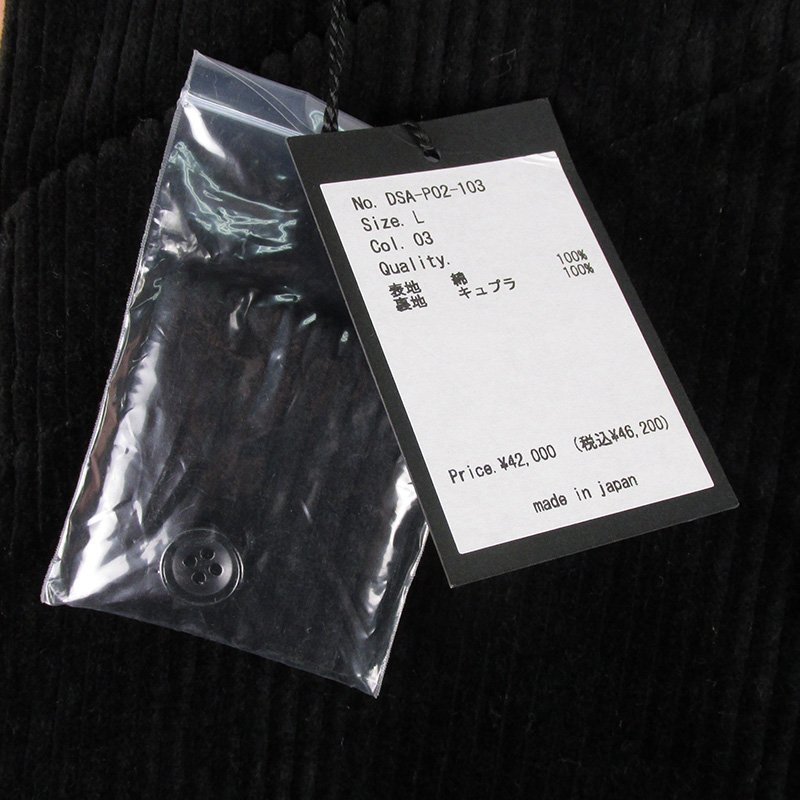 No. DSA-P02-103
Size. L
Col. 03
Quality.
表地 綿 100%
裏地 キュプラ 100%
Price.¥42,000 (税込¥46,200)
made in japan